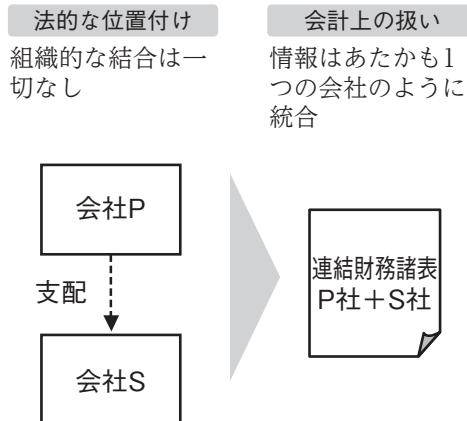 法的な位置付け
組織的な結合は一
切なし
会計上の扱い
情報はあたかも1
つの会社のように
統合
会社P
支配
会社S
連結財務諸表
P社＋S社